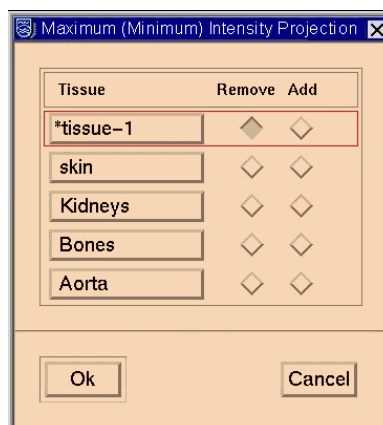 Maximum (Minimum) Intensity Projection
Tissue Remove Add
*tissue-1
skin
Kidneys
Bones
Aorta
Ok Cancel